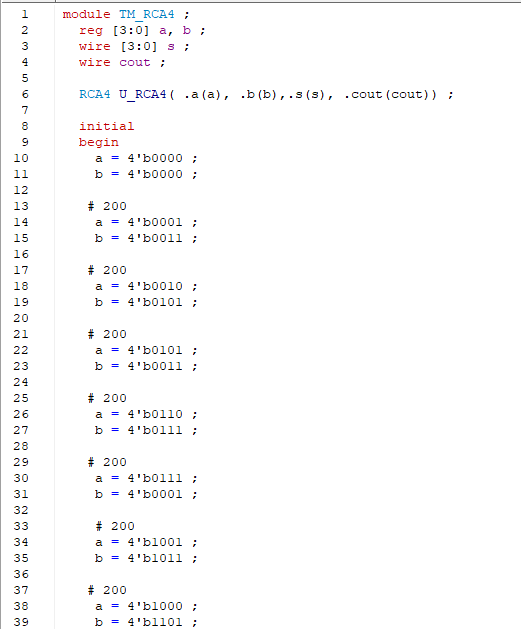 1 module TM_RCA4 ;
2 reg [3:0] a, b ;
3 wire [3:0] s ;
4 wire cout ;
5
6 RCA4 U_RCA4( .a(a), .b(b),.s(s), .cout(cout)) ;
7
8 initial
9 begin
10 a = 4'b0000 ;
11 b = 4'b0000 ;
12
13 # 200
14 a = 4'b0001 ;
15 b = 4'b0011 ;
16
17 # 200
18 a = 4'b0010 ;
19 b = 4'b0101 ;
20
21 # 200
22 a = 4'b0101 ;
23 b = 4'b0011 ;
24
25 # 200
26 a = 4'b0110 ;
27 b = 4'b0111 ;
28
29 # 200
30 a = 4'b0111 ;
31 b = 4'b0001 ;
32
33 # 200
34 a = 4'b1001 ;
35 b = 4'b1011 ;
36
37 # 200
38 a = 4'b1000 ;
39 b = 4'b1101 ;